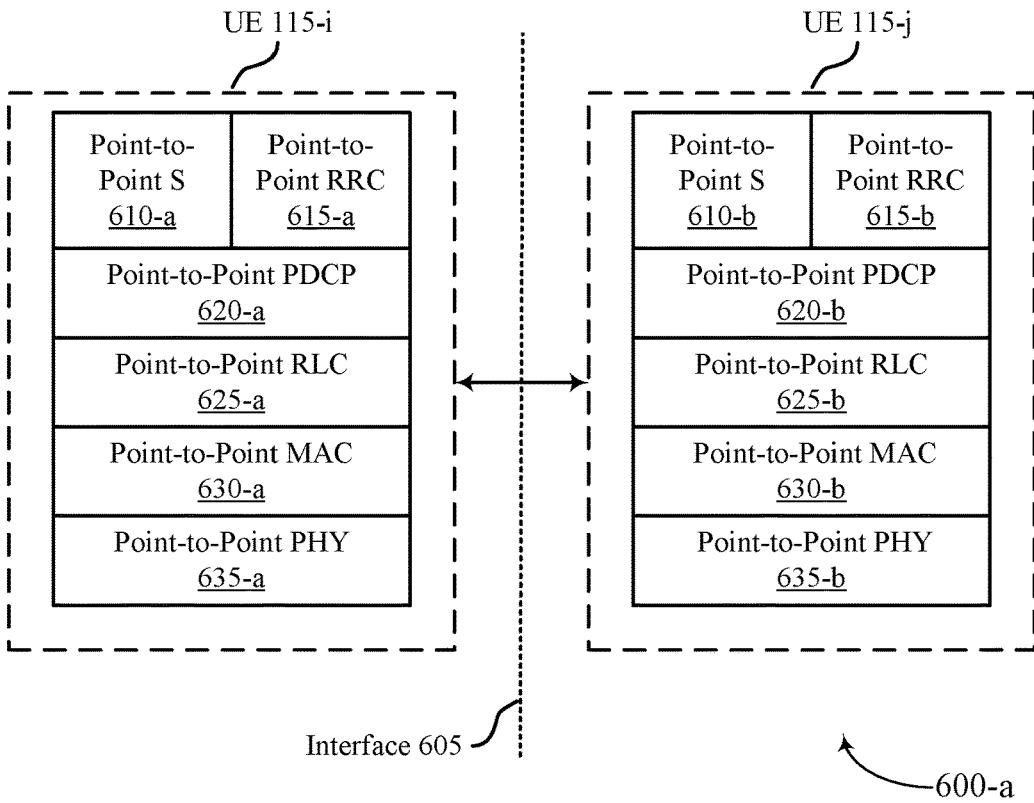 UE 115-i
UE 115-j
Point-to-
Point S
610-a
Point-to-
Point RRC
615-a
Point-to-Point PDCP
620-a
Point-to-Point RLC
625-a
Point-to-Point MAC
630-a
Point-to-Point PHY
635-a
Point-to-
Point S
610-b
Point-to-
Point RRC
615-b
Point-to-Point PDCP
620-b
Point-to-Point RLC
625-b
Point-to-Point MAC
630-b
Point-to-Point PHY
635-b
Interface 605
600-a